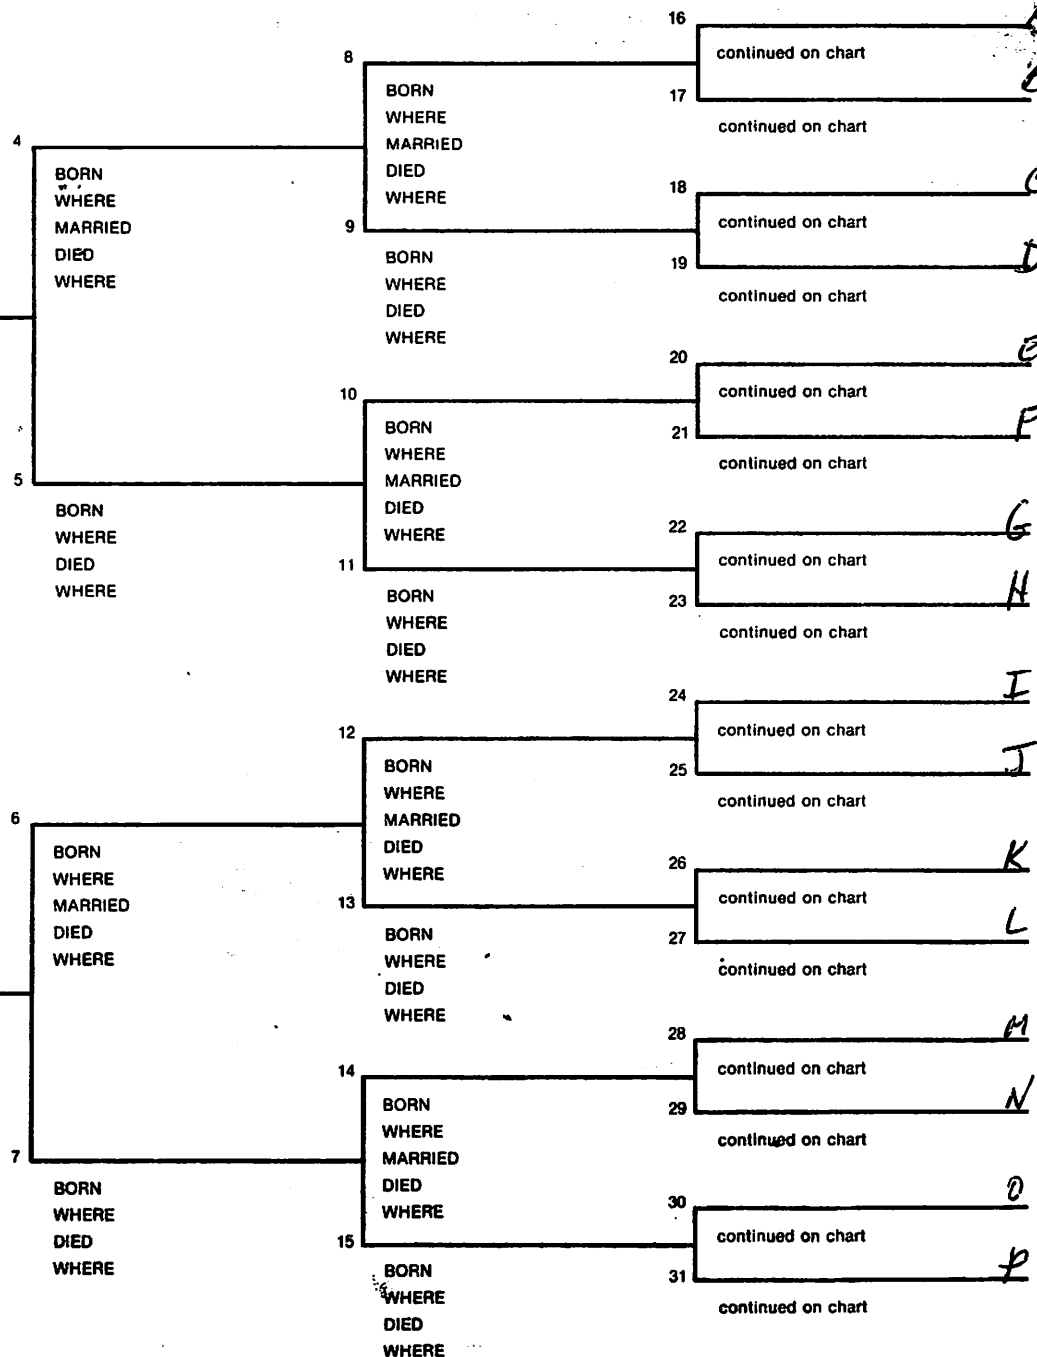 16
continued on chart
8
BORN
17
WHERE
continued on chart
4
MARRIED
BORN
DIED
WHERE
WHERE
18
C
MARRIED
9
continued on chart
DIED
BORN
19
D
WHERE
WHERE
continued on chart
DIED
WHERE
20
E
10
continued on chart
BORN
21
F
WHERE
continued on chart
5
MARRIED
BORN
DIED
WHERE
WHERE
22
G
DIED
11
continued on chart
WHERE
BORN
23
H
WHERE
continued on chart
DIED
WHERE
24
I
12
continued on chart
BORN
25
J
WHERE
continued on chart
6
MARRIED
BORN
DIED
WHERE
WHERE
26
K
MARRIED
13
continued on chart
DIED
BORN
27
L
WHERE
WHERE
continued on chart
DIED
WHERE
28
M
14
continued on chart
BORN
29
N
WHERE
continued on chart
7
MARRIED
BORN
DIED
WHERE
WHERE
30
O
DIED
15
continued on chart
WHERE
BORN
31
P
WHERE
continued on chart
DIED
WHERE